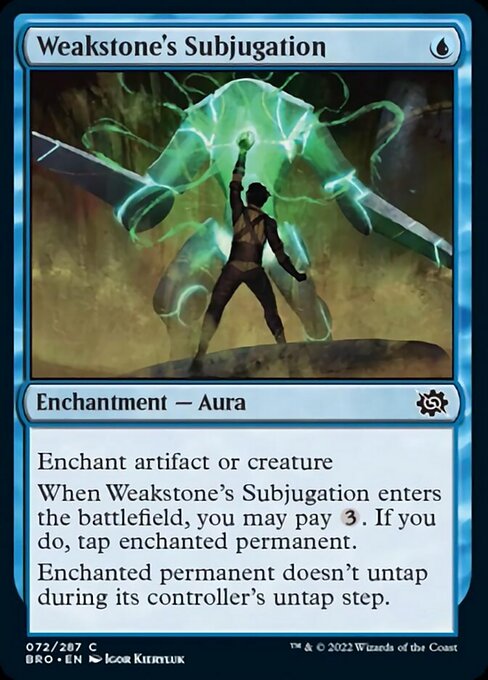 Weakstone's Subjugation
Enchantment — Aura
Enchant artifact or creature
When Weakstone's Subjugation enters
the battlefield, you may pay 3. If you
do, tap enchanted permanent.
Enchanted permanent doesn't untap
during its controller's untap step.
072/287 C
BRO • EN Igor Kieryluk
™ & © 2022 Wizards of the Coast